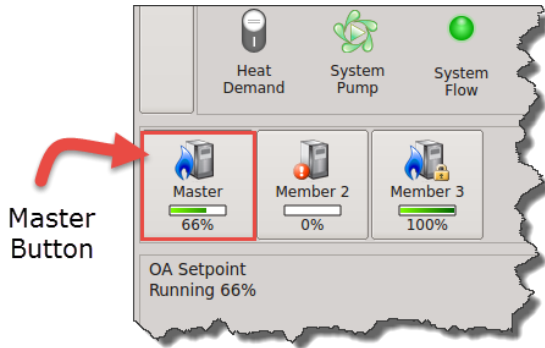 Heat
Demand
System
Pump
System
Flow
Master
66%
Member 2
0%
Member 3
100%
Master
Button
OA Setpoint
Running 66%